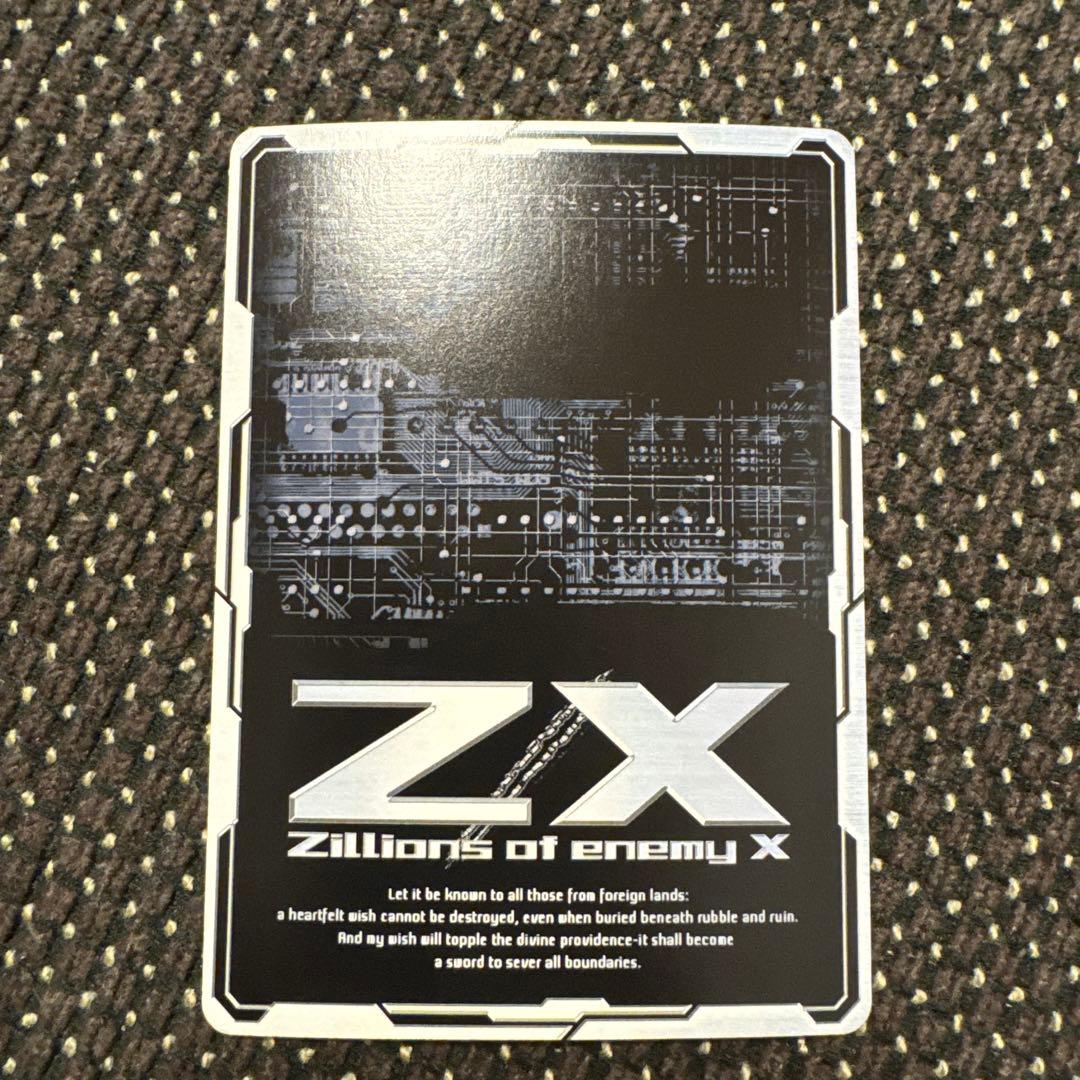 Z/X
Zillions of enemy X
Let it be known to all those from foreign lands:
a heartfelt wish cannot be destroyed, even when buried beneath rubble and ruin.
And my wish will topple the divine providence-it shall become
a sword to sever all boundaries.